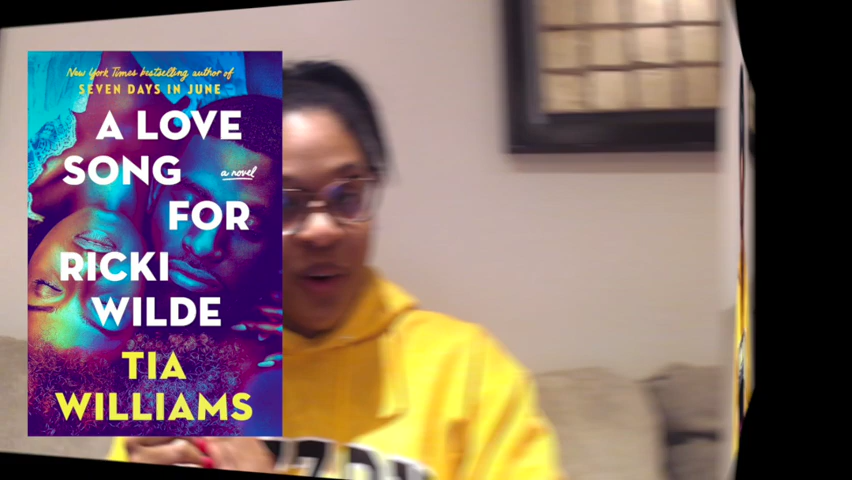 New York Times bestselling author of
SEVEN DAYS IN JUNE
A LOVE
SONG
a novel
FOR
RICKI
WILDE
TIA
WILLIAMS